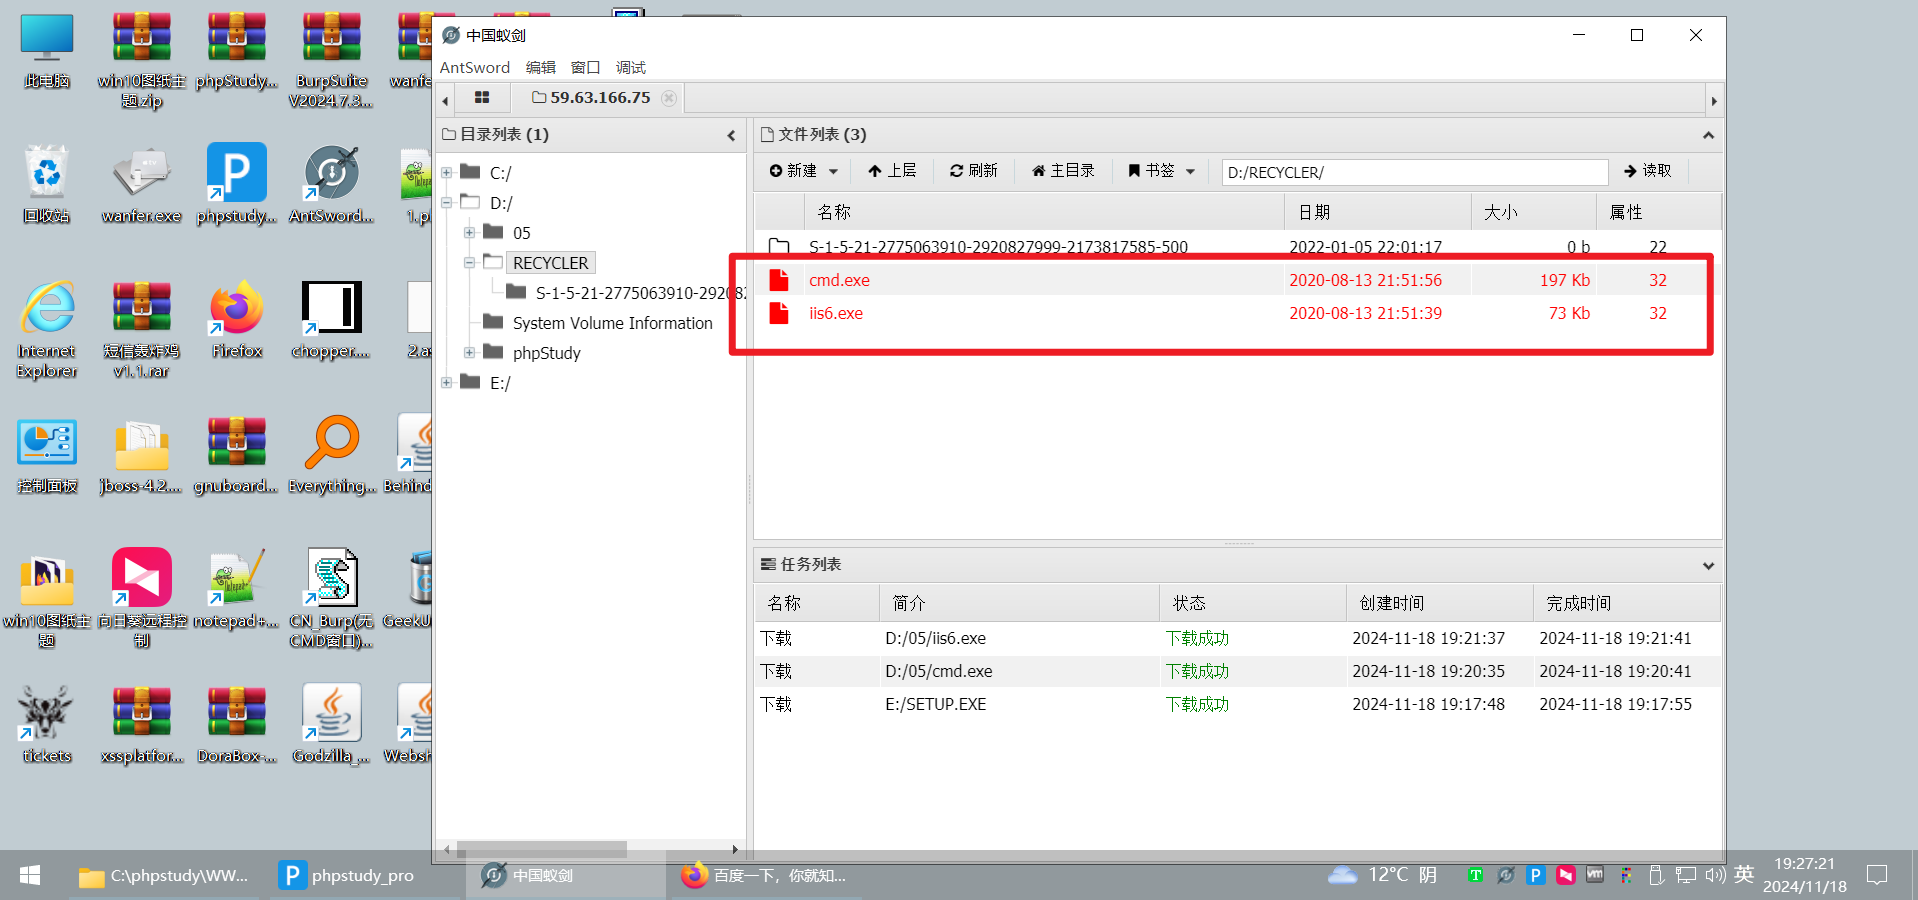 中国蚁剑
AntSword 编辑 窗口 调试
59.63.166.75
目录列表 (1)
C:/
D:/
05
RECYCLER
S-1-5-21-2775063910-29208
System Volume Information
phpStudy
E:/
文件列表 (3)
新建 上层 刷新 主目录 书签 D:/RECYCLER/ 读取
名称 日期 大小 属性
S-1-5-21-2775063910-2920827999-2173817585-500 2022-01-05 22:01:17 0 b 22
cmd.exe 2020-08-13 21:51:56 197 Kb 32
iis6.exe 2020-08-13 21:51:39 73 Kb 32
任务列表
名称 简介 状态 创建时间 完成时间
下载 D:/05/iis6.exe 下载成功 2024-11-18 19:21:37 2024-11-18 19:21:41
下载 D:/05/cmd.exe 下载成功 2024-11-18 19:20:35 2024-11-18 19:20:41
下载 E:/SETUP.EXE 下载成功 2024-11-18 19:17:48 2024-11-18 19:17:55
此电脑
win10图纸主
题.zip
phpStudy...
BurpSuite
V2024.7.3...
wanfe
回收站
wanfer.exe
phpstudy...
AntSword...
1.p
Internet
Explorer
短信轰炸鸡
v1.1.rar
Firefox
chopper....
2.a
控制面板
jboss-4.2....
gnuboard...
Everything...
Behind
win10图纸主
题
向日葵远程控
制
notepad+...
CN_Burp(无
CMD窗口)...
GeekU
tickets
xssplatfor...
DoraBox-...
Godzilla_...
Websh
C:\phpstudy\WW...
phpstudy_pro
中国蚁剑
百度一下，你就知...
12°C 阴
英
19:27:21
2024/11/18